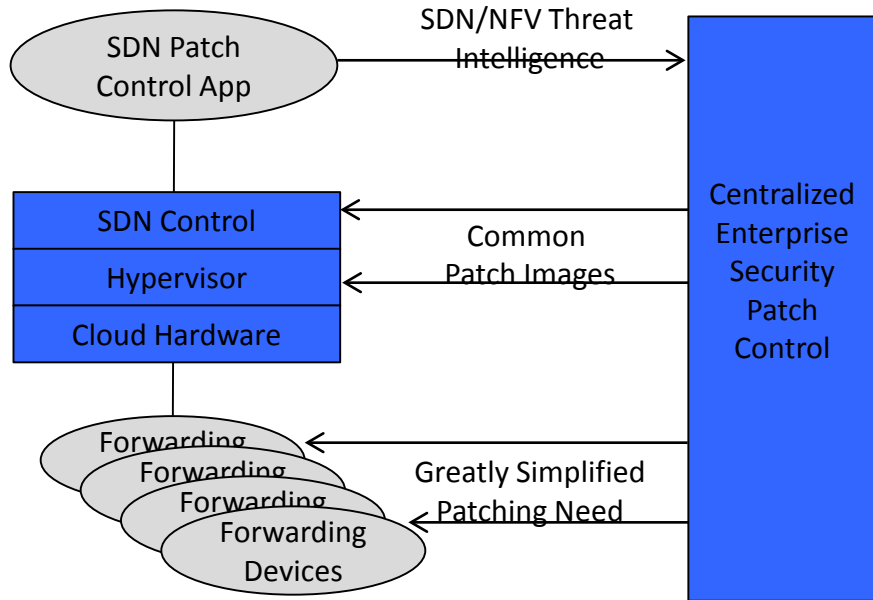 SDN Patch
Control App
SDN/NFV Threat
Intelligence
SDN Control
Hypervisor
Cloud Hardware
Common
Patch Images
Centralized
Enterprise
Security
Patch
Control
Forwarding
Forwarding
Forwarding
Forwarding
Devices
Greatly Simplified
Patching Need